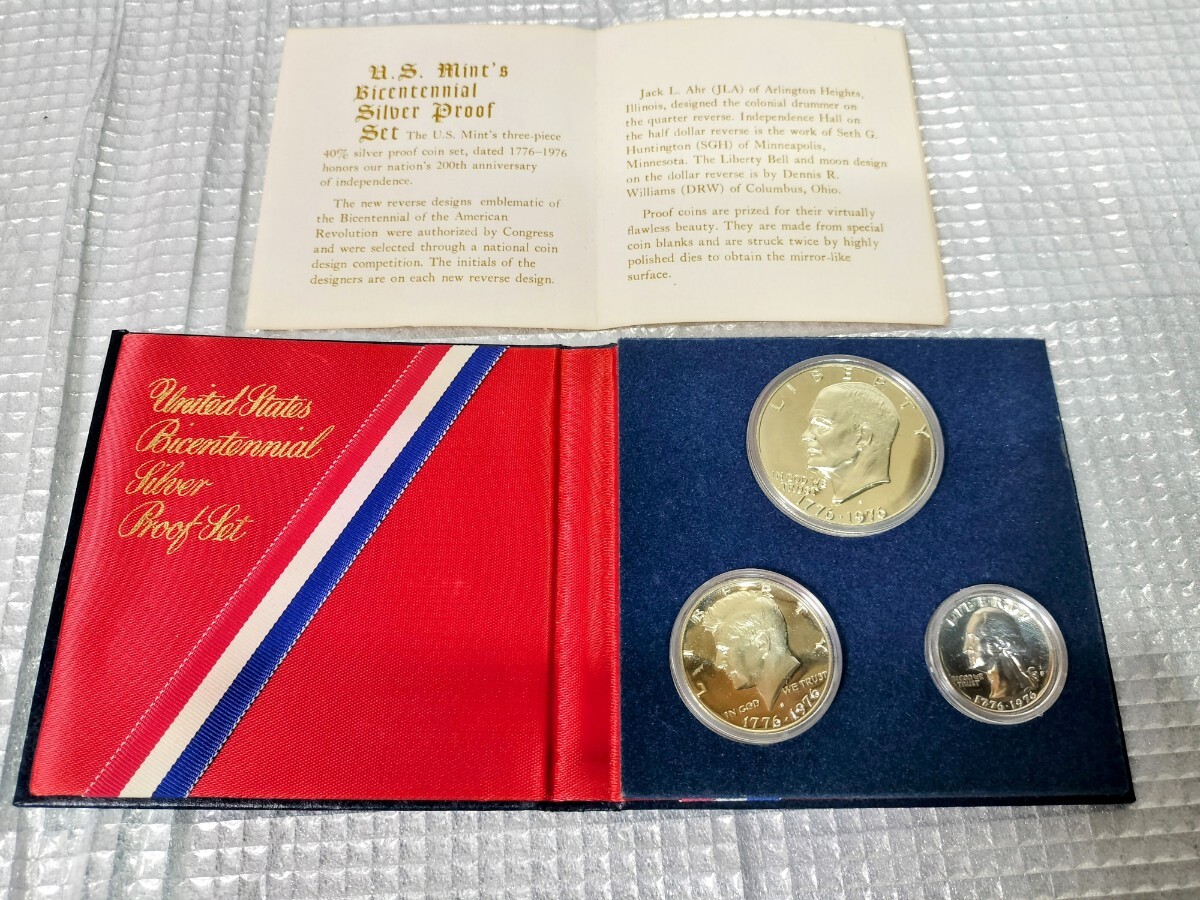 U.S. Mint's
Bicentennial
Silver Proof
Set The U.S. Mint's three-piece
40% silver proof coin set, dated 1776–1976
honors our nation's 200th anniversary
of independence.
The new reverse designs emblematic of
the Bicentennial of the American
Revolution were authorized by Congress
and were selected through a national coin
design competition. The initials of the
designers are on each new reverse design.
Jack L. Ahr (JLA) of Arlington Heights,
Illinois, designed the colonial drummer on
the quarter reverse. Independence Hall on
the half dollar reverse is the work of Seth G.
Huntington (SGH) of Minneapolis,
Minnesota. The Liberty Bell and moon design
on the dollar reverse is by Dennis R.
Williams (DRW) of Columbus, Ohio.
Proof coins are prized for their virtually
flawless beauty. They are made from special
coin blanks and are struck twice by highly
polished dies to obtain the mirror-like
surface.
United States
Bicentennial
Silver
Proof Set
LIBERTY
IN GOD WE
TRUST
1776·1976
LIBERTY
IN GOD WE TRUST
1776·1976
LIBERTY
IN GOD WE
TRUST
S
1776·1976